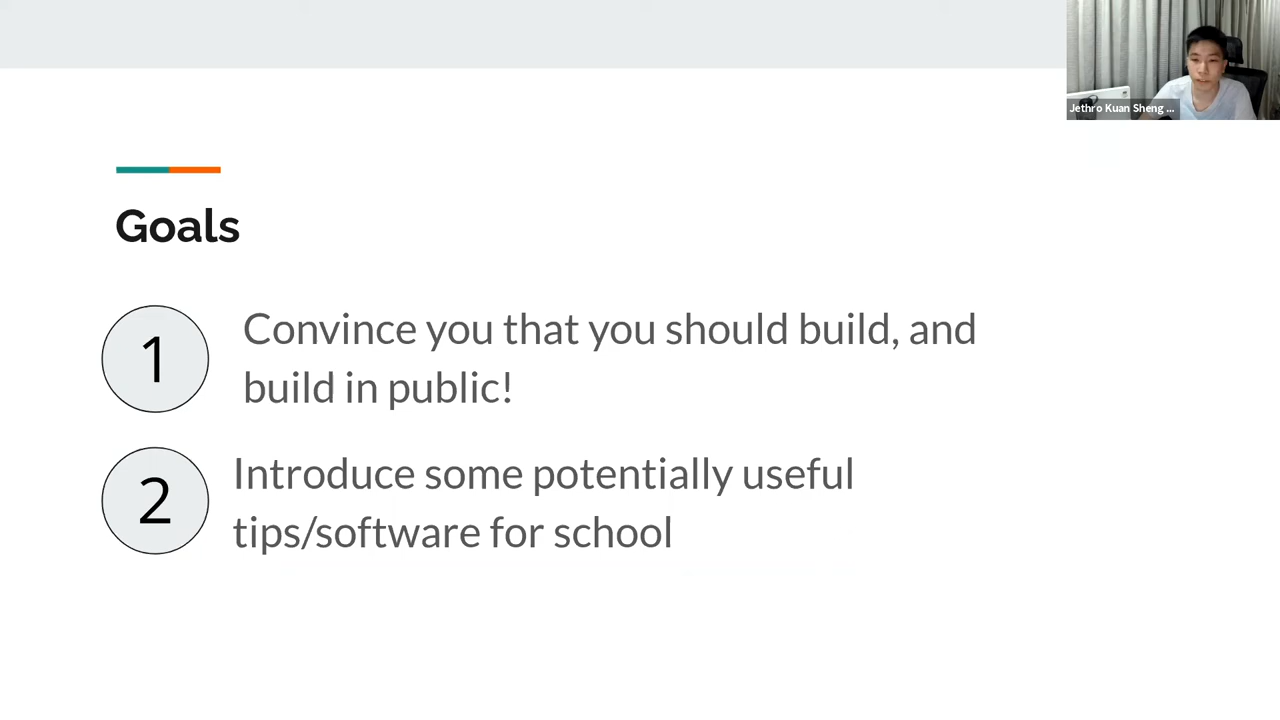 Jethro Kuan Sheng ...
Goals
1
Convince you that you should build, and
build in public!
2
Introduce some potentially useful
tips/software for school